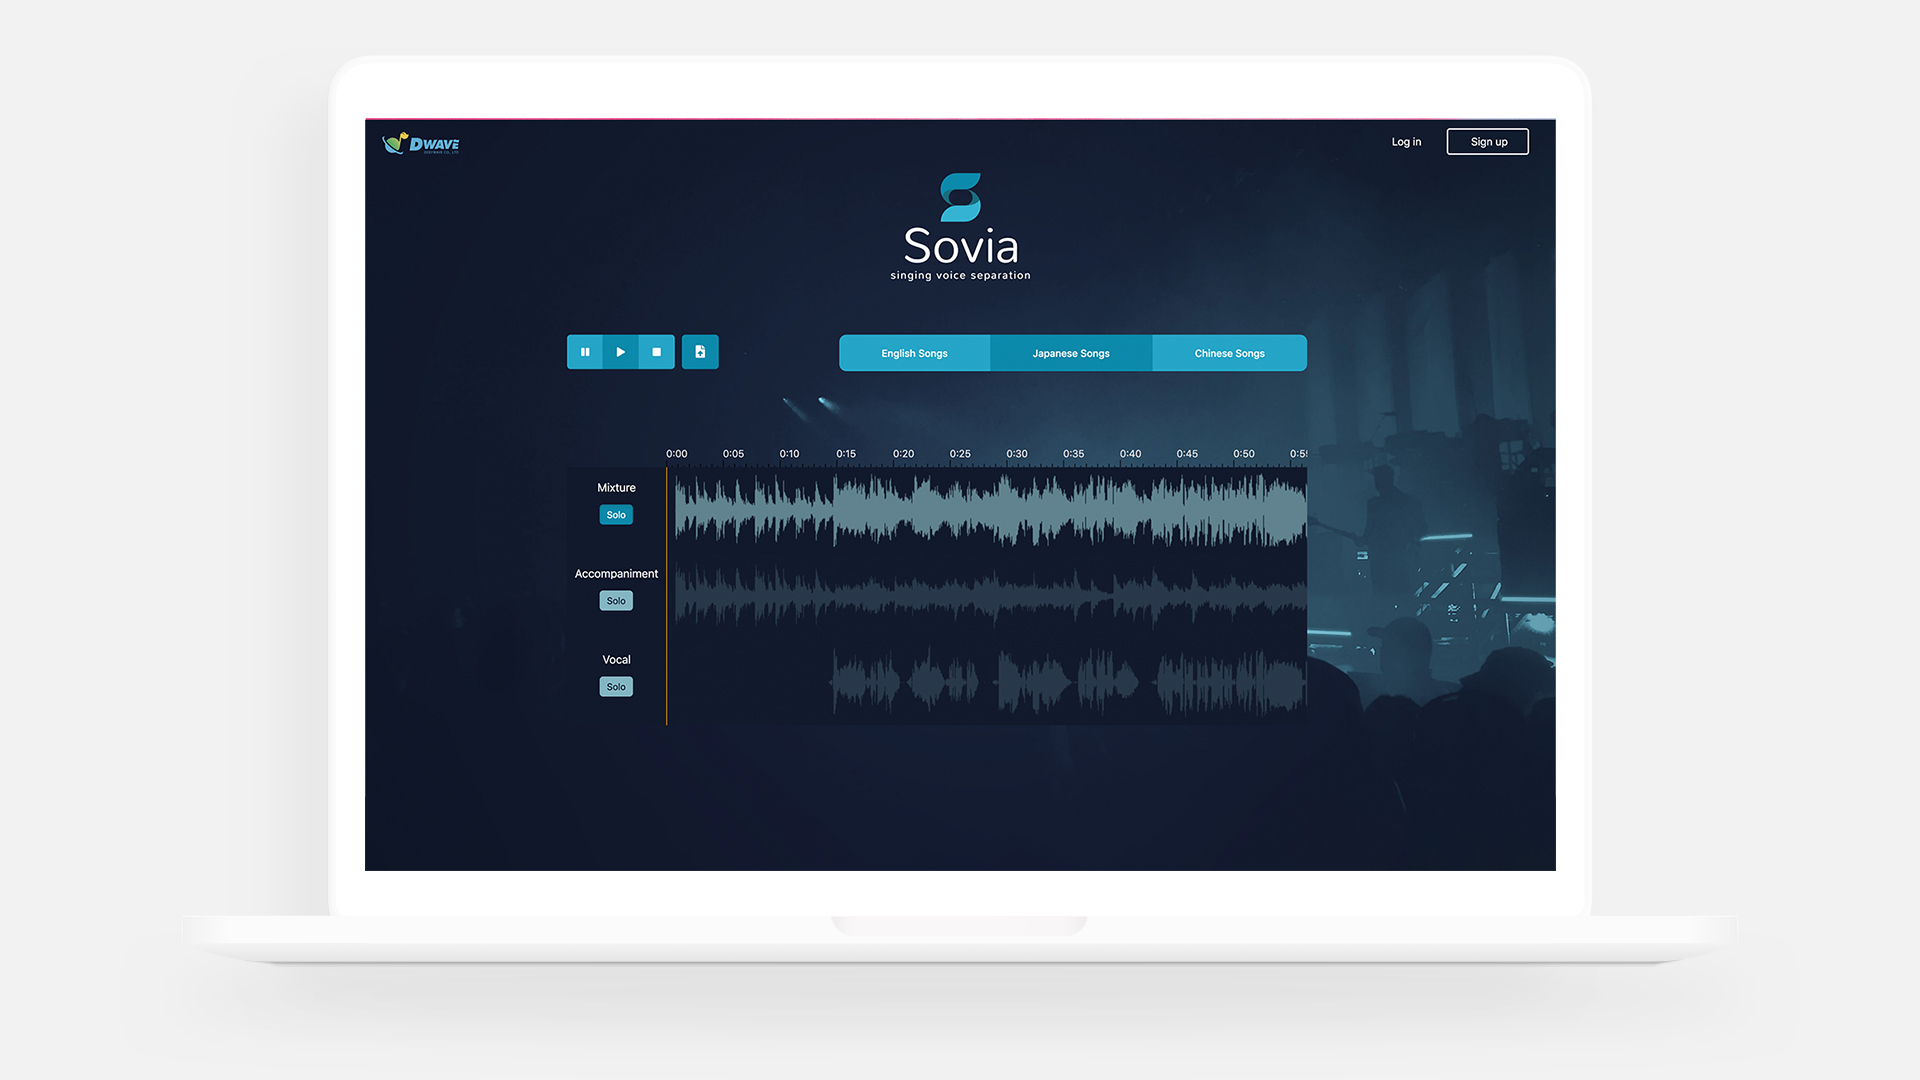 DWAVE
Log in
Sign up
Sovia
singing voice separation
English Songs
Japanese Songs
Chinese Songs
0:00 0:05 0:10 0:15 0:20 0:25 0:30 0:35 0:40 0:45 0:50 0:55
Mixture
Solo
Accompaniment
Solo
Vocal
Solo